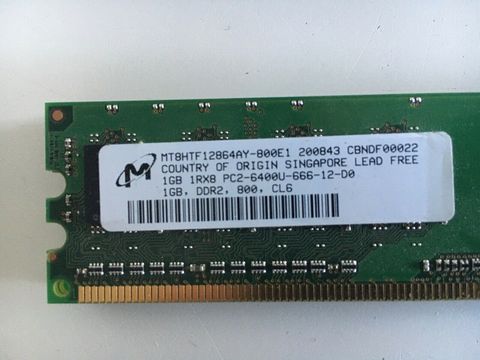 MT8HTF12864AY-800E1 200843 CBNDF00022
COUNTRY OF ORIGIN SINGAPORE LEAD FREE
1GB 1RX8 PC2-6400U-666-12-D0
1GB, DDR2, 800, CL6